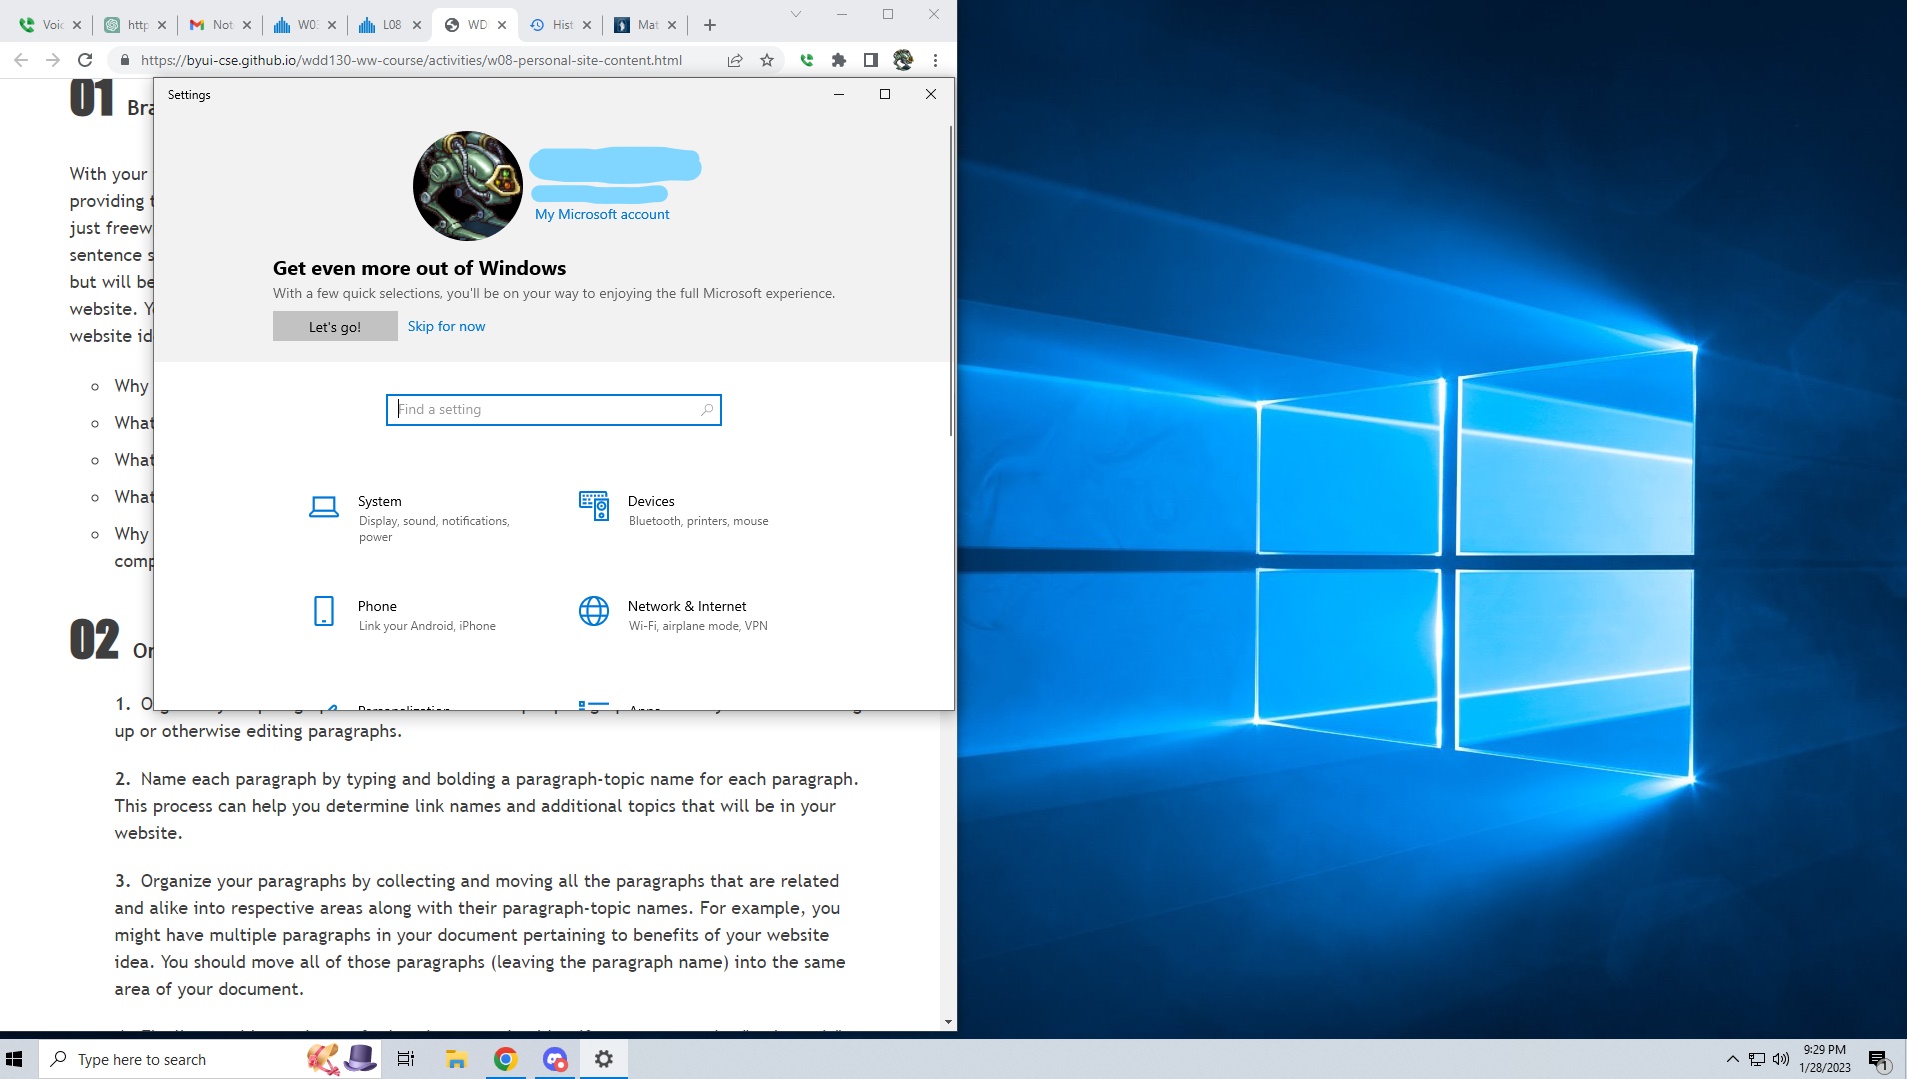 Voi
http
Not
W0
L08
WD
Hist
Mat
https://byui-cse.github.io/wdd130-ww-course/activities/w08-personal-site-content.html
01 Bra
With your
providing t
just freew
sentence s
but will be
website. Y
website id
Why
What
What
What
Why
comp
02 Or
Settings
My Microsoft account
Get even more out of Windows
With a few quick selections, you'll be on your way to enjoying the full Microsoft experience.
Let's go! Skip for now
Find a setting
System
Display, sound, notifications,
power
Devices
Bluetooth, printers, mouse
Phone
Link your Android, iPhone
Network & Internet
Wi-Fi, airplane mode, VPN
Personalization
Apps
1. O
up or otherwise editing paragraphs.
2. Name each paragraph by typing and bolding a paragraph-topic name for each paragraph.
This process can help you determine link names and additional topics that will be in your
website.
3. Organize your paragraphs by collecting and moving all the paragraphs that are related
and alike into respective areas along with their paragraph-topic names. For example, you
might have multiple paragraphs in your document pertaining to benefits of your website
idea. You should move all of those paragraphs (leaving the paragraph name) into the same
area of your document.
Type here to search
9:29 PM
1/28/2023
1